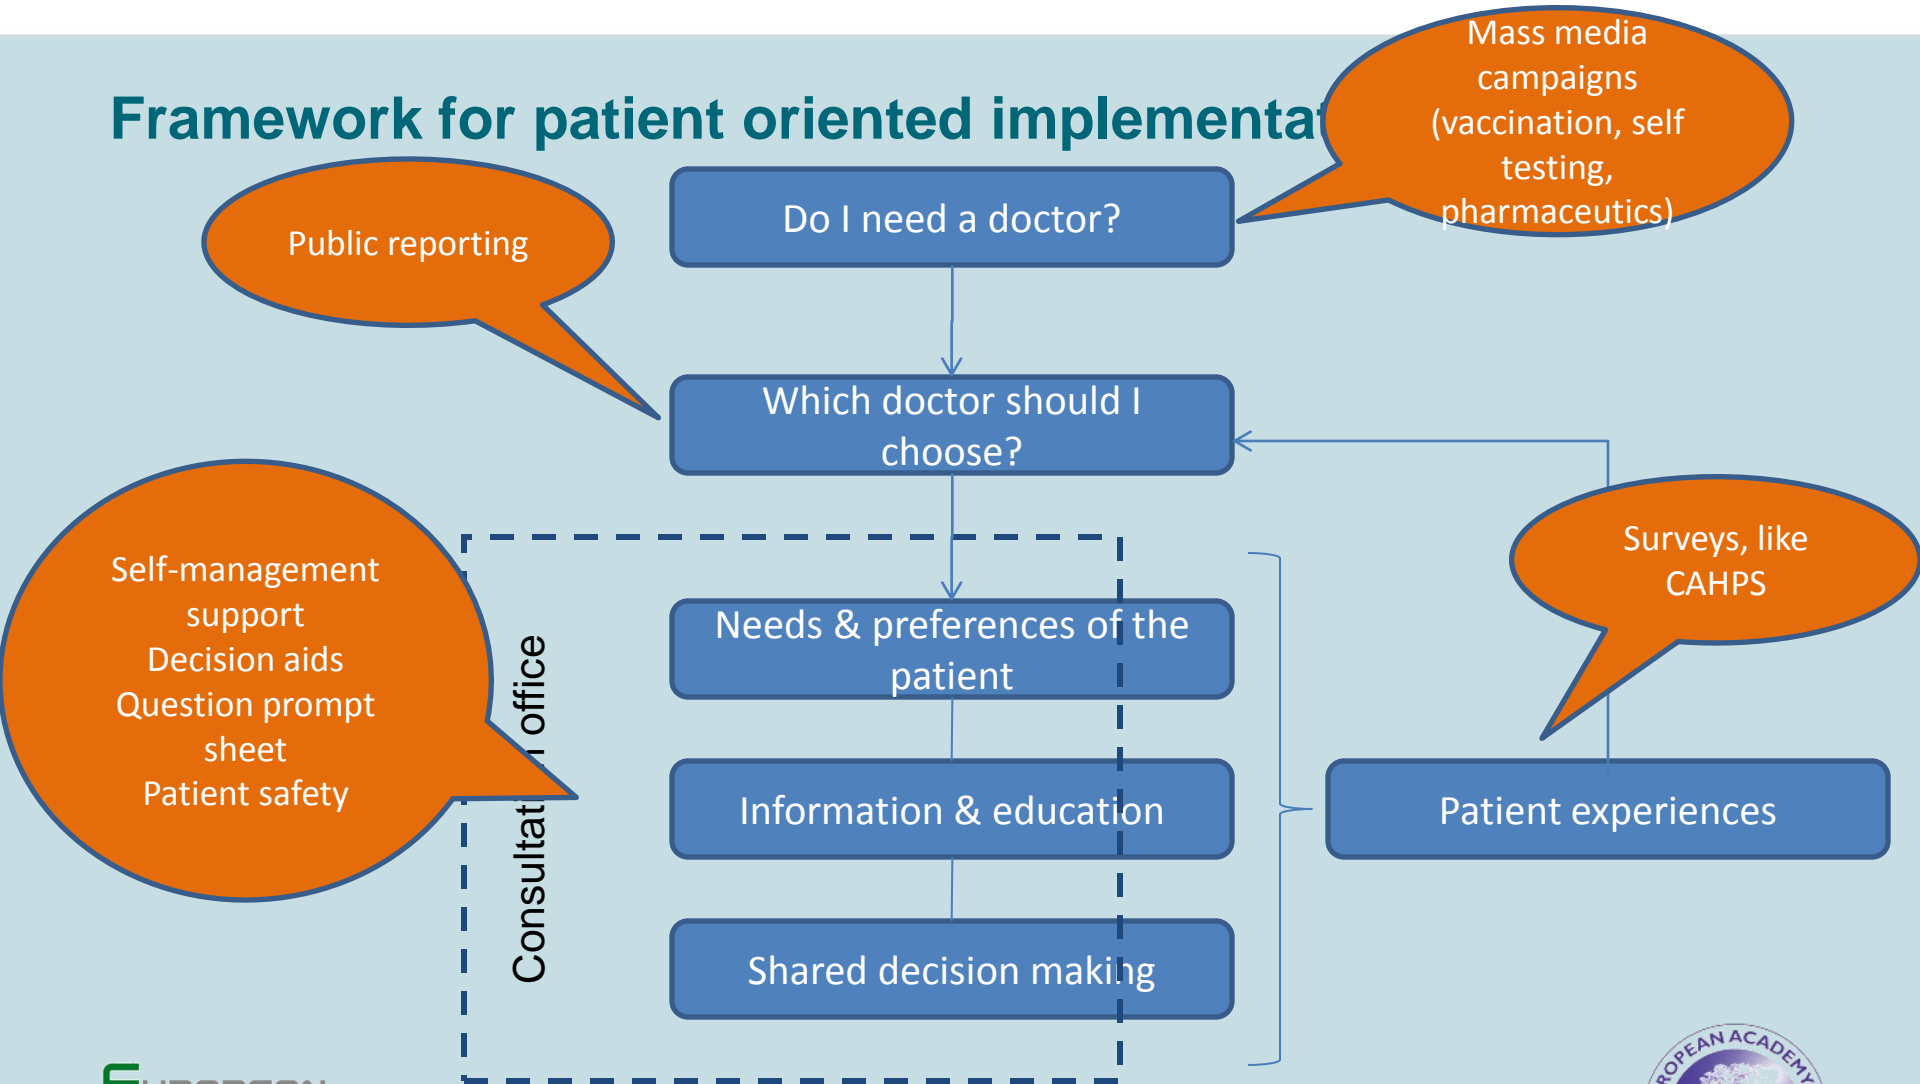 Mass media
campaigns
(vaccination, self
testing,
pharmaceutics)
Framework for patient oriented
Public reporting
Do I need a doctor?
Which doctor should I
choose?
Self-management
support
Decision aids
Question prompt
sheet
Patient safety
office
Needs & preferences of the
patient
Information & education
Shared decision making
Surveys, like
CAHPS
Patient experiences